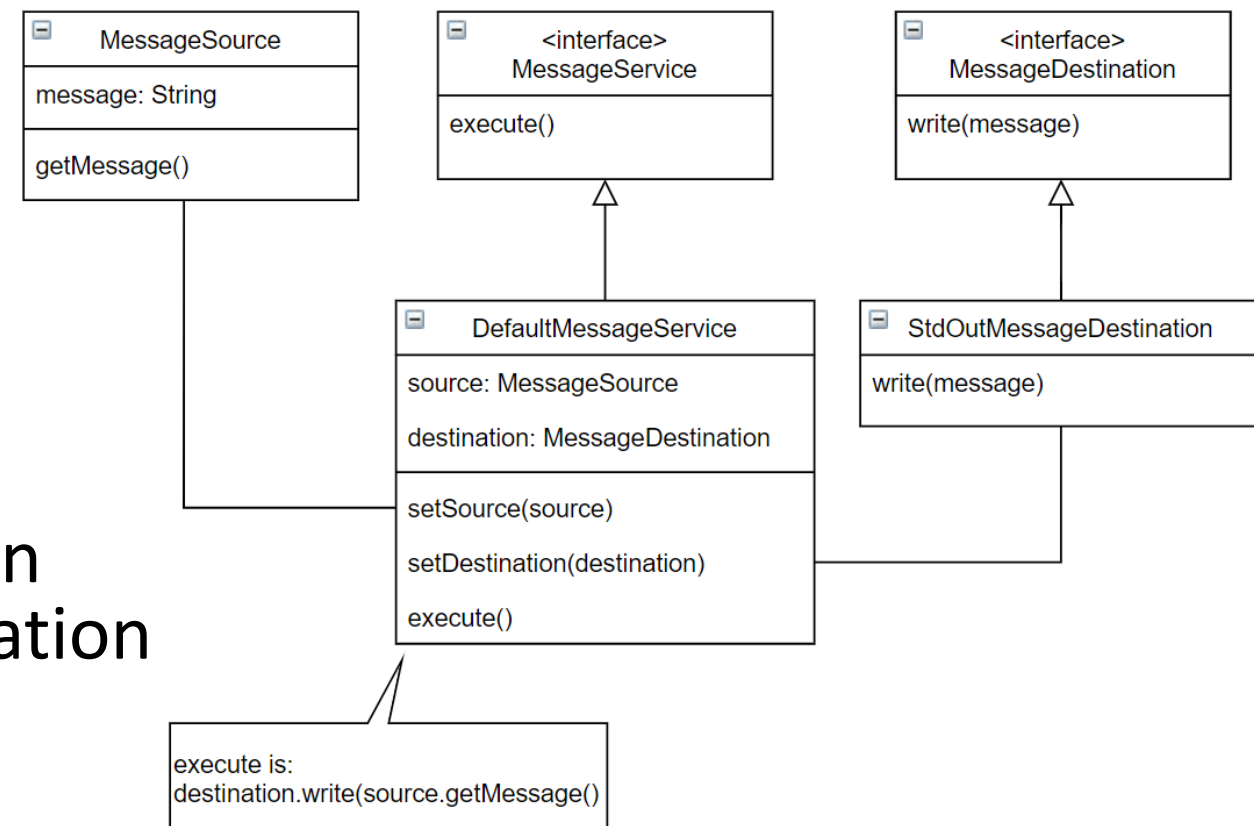 MessageSource
message: String
getMessage()
<interface>
MessageService
execute()
<interface>
MessageDestination
write(message)
DefaultMessageService
source: MessageSource
destination: MessageDestination
setSource(source)
setDestination(destination)
execute()
StdOutMessageDestination
write(message)
n
ation
execute is:
destination.write(source.getMessage()